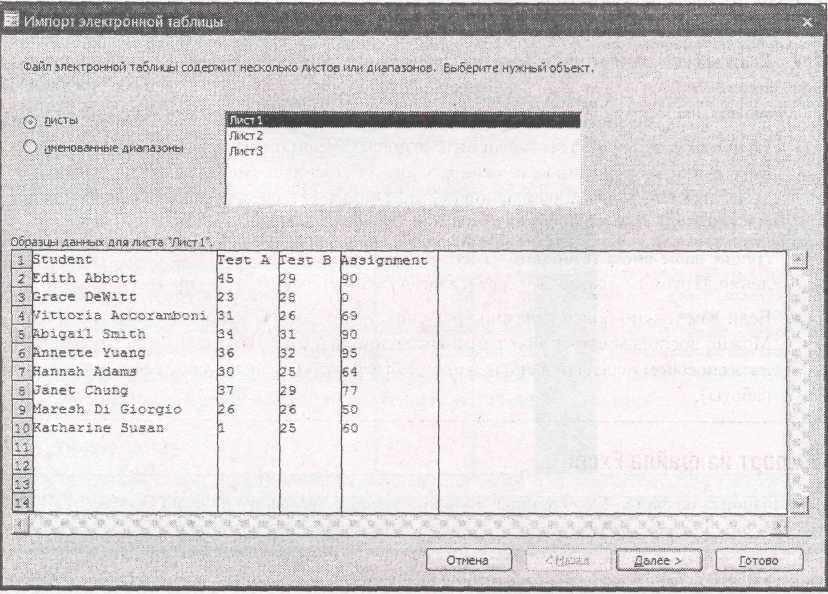 Импорт электронной таблицы
Файл электронной таблицы содержит несколько листов или диапазонов. Выберите нужный объект.
листы
именованные диапазоны
Лист1
Лист2
Лист3
Образцы данных для листа "Лист1".
1 Student Test A Test B Assignment
2 Edith Abbott 45 29 90
3 Grace DeWitt 23 28 0
4 Vittoria Accoramboni 31 26 69
5 Abigail Smith 34 31 90
6 Annette Yuang 36 32 95
7 Hannah Adams 30 25 64
8 Janet Chung 37 29 77
9 Maresh Di Giorgio 26 26 50
10 Katharine Susan 1 25 60
11
12
13
14
Отмена < Назад Далее > Готово